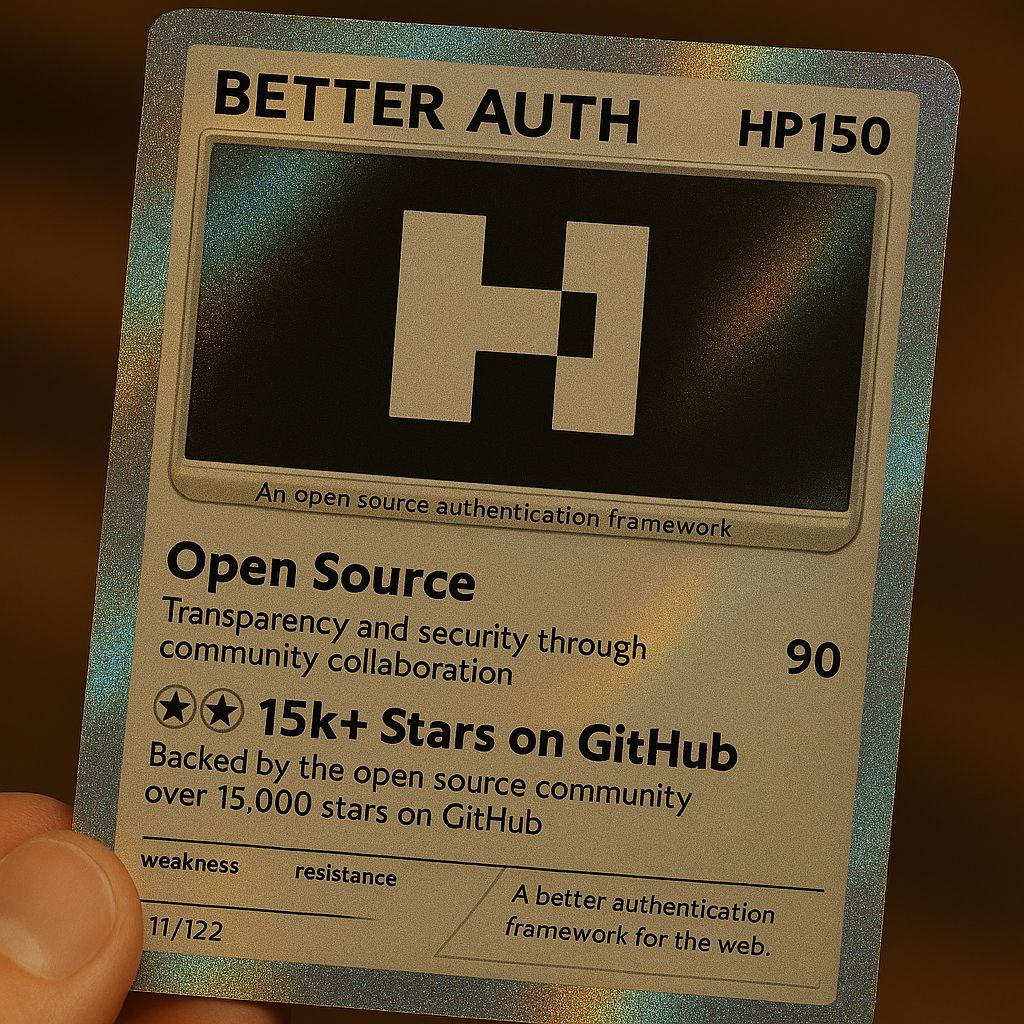 BETTER AUTH HP150
An open source authentication framework
Open Source
Transparency and security through
community collaboration
90
15k+ Stars on GitHub
Backed by the open source community
over 15,000 stars on GitHub
weakness resistance
11/122
A better authentication
framework for the web.